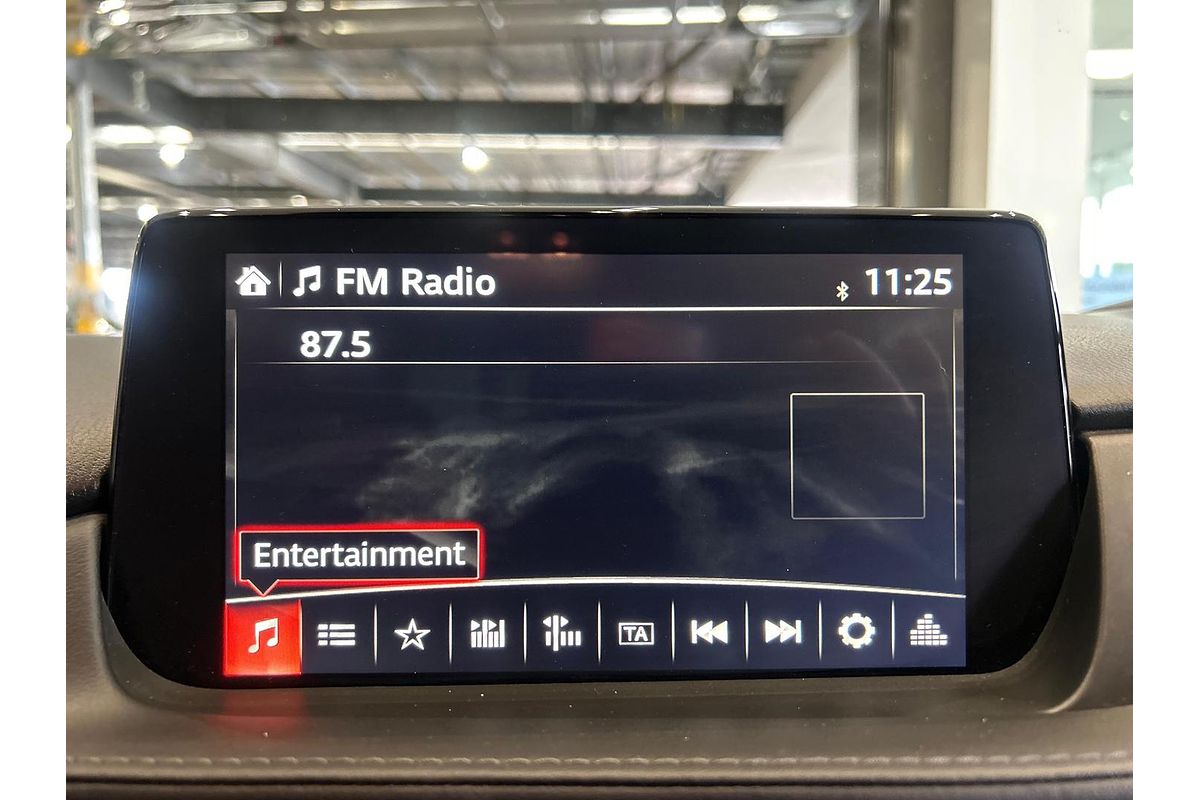 FM Radio 11:25
87.5
Entertainment
TA